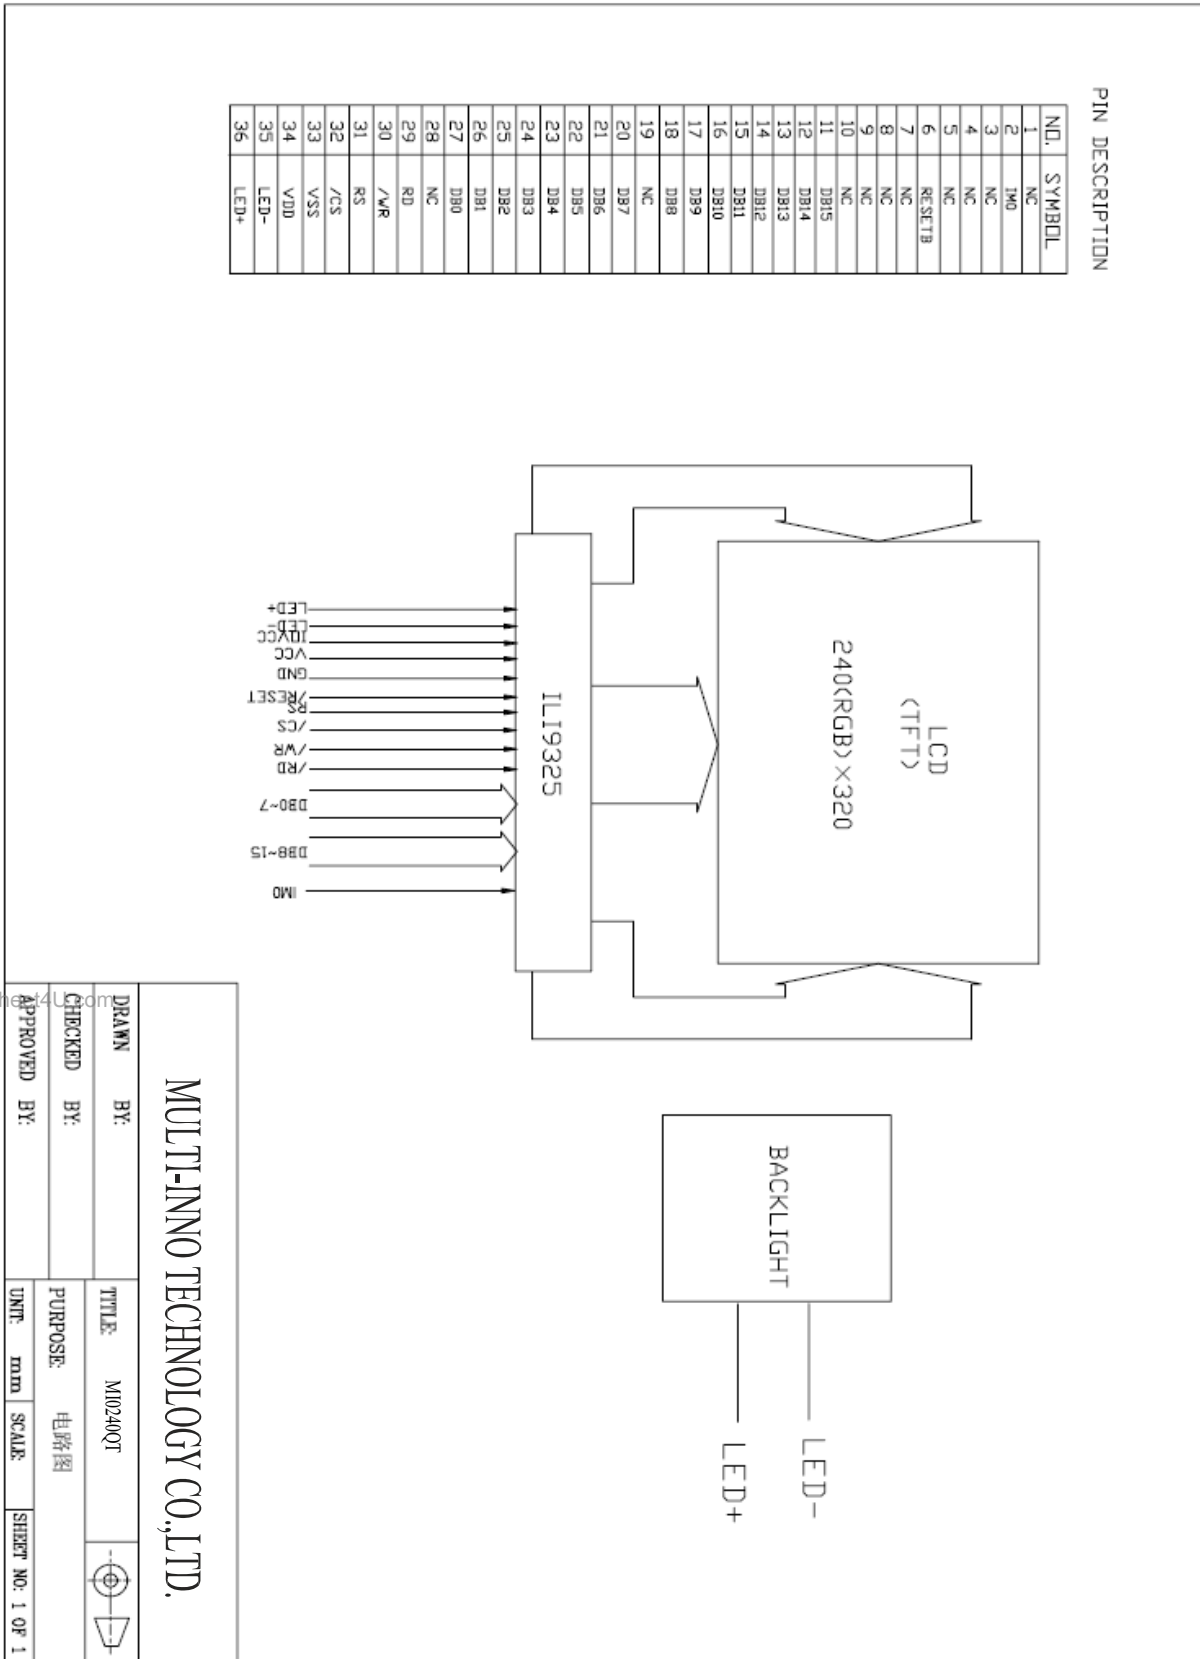 PIN DESCRIPTION
NO. SYMBOL
1 NC
2 IM0
3 NC
4 NC
5 NC
6 RESETB
7 NC
8 NC
9 NC
10 NC
11 DB15
12 DB14
13 DB13
14 DB12
15 DB11
16 DB10
17 DB9
18 DB8
19 NC
20 DB7
21 DB6
22 DB5
23 DB4
24 DB3
25 DB2
26 DB1
27 DB0
28 NC
29 RD
30 /WR
31 RS
32 /CS
33 VSS
34 VDD
35 LED-
36 LED+
LCD
(TFT)
240(RGB)×320
ILI9325
LED+
LED-
IOVCC
VCC
GND
/RESET
RS
/CS
/WR
/RD
DB0~7
DB8~15
IM0
BACKLIGHT
LED-
LED+
MULTI-INNO TECHNOLOGY CO.,LTD.
DRAWN BY:
CHECKED BY:
APPROVED BY:
TITLE: MI0240QT
PURPOSE: 电路图
UNIT: mm
SCALE:
SHEET NO: 1 OF 1